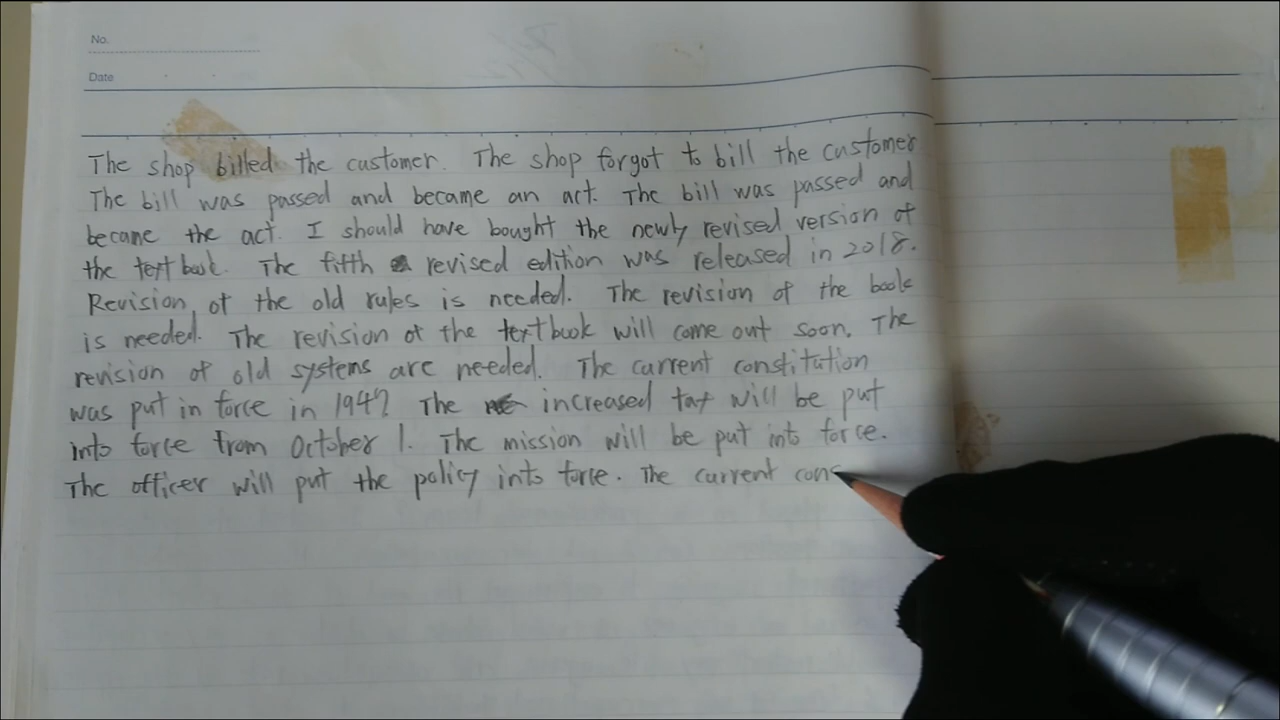 No.
Date
The shop billed the customer. The shop forgot to bill the customer
The bill was passed and became an act. The bill was passed and
became the act. I should have bought the newly revised version of
the textbook. The fifth revised edition was released in 2018.
Revision of the old rules is needed. The revision of the book
is needed. The revision of the textbook will come out soon. The
revision of old systems are needed. The current constitution
was put in force in 1947. The increased tax will be put
into force from October 1. The mission will be put into force.
The officer will put the policy into force. The current cons